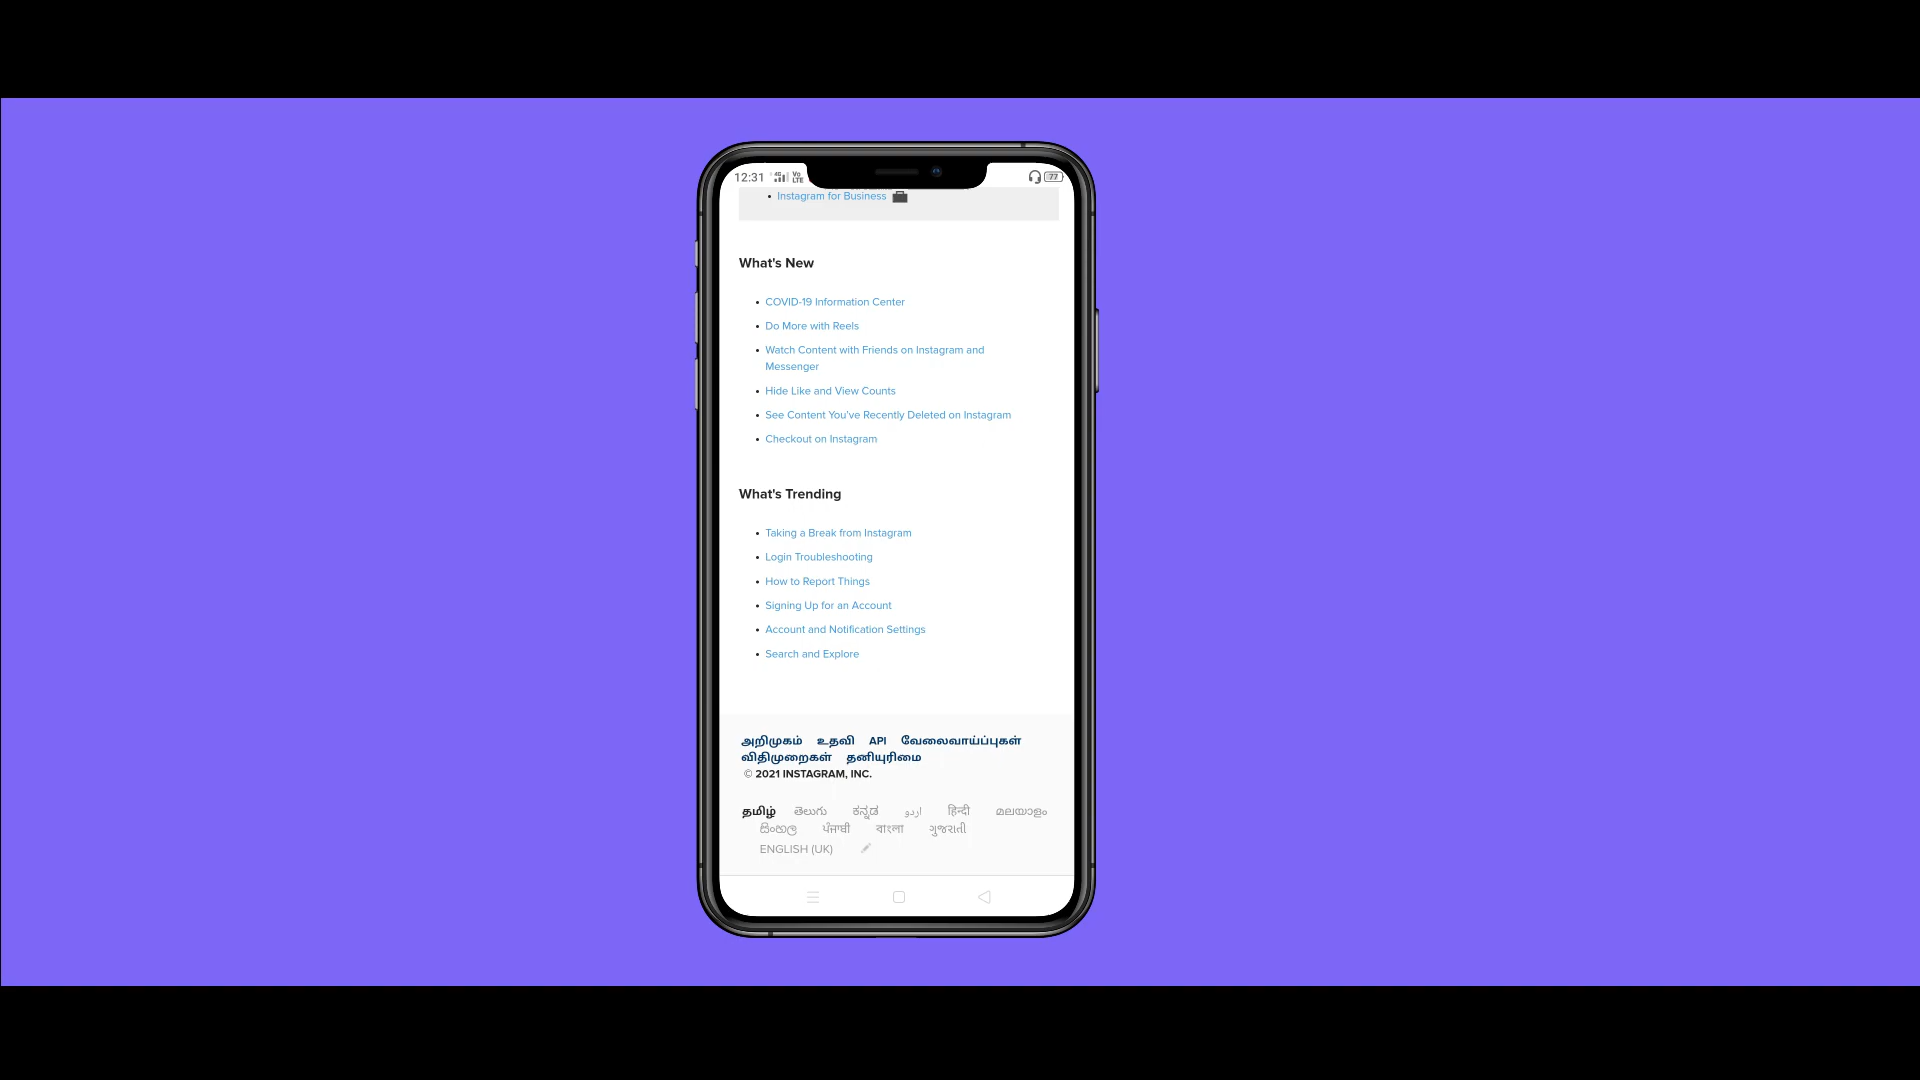 12:31 4G Vo LTE 77
Instagram for Business
What's New
COVID-19 Information Center
Do More with Reels
Watch Content with Friends on Instagram and
Messenger
Hide Like and View Counts
See Content You've Recently Deleted on Instagram
Checkout on Instagram
What's Trending
Taking a Break from Instagram
Login Troubleshooting
How to Report Things
Signing Up for an Account
Account and Notification Settings
Search and Explore
அறிமுகம் உதவி API வேலைவாய்ப்புகள்
விதிமுறைகள் தனியுரிமை
© 2021 INSTAGRAM, INC.
தமிழ் తెలుగు ಕನ್ನಡ اردو हिन्दी മലയാളം
සිංහල ਪੰਜਾਬੀ বাংলা ગુજરાતી
ENGLISH (UK)